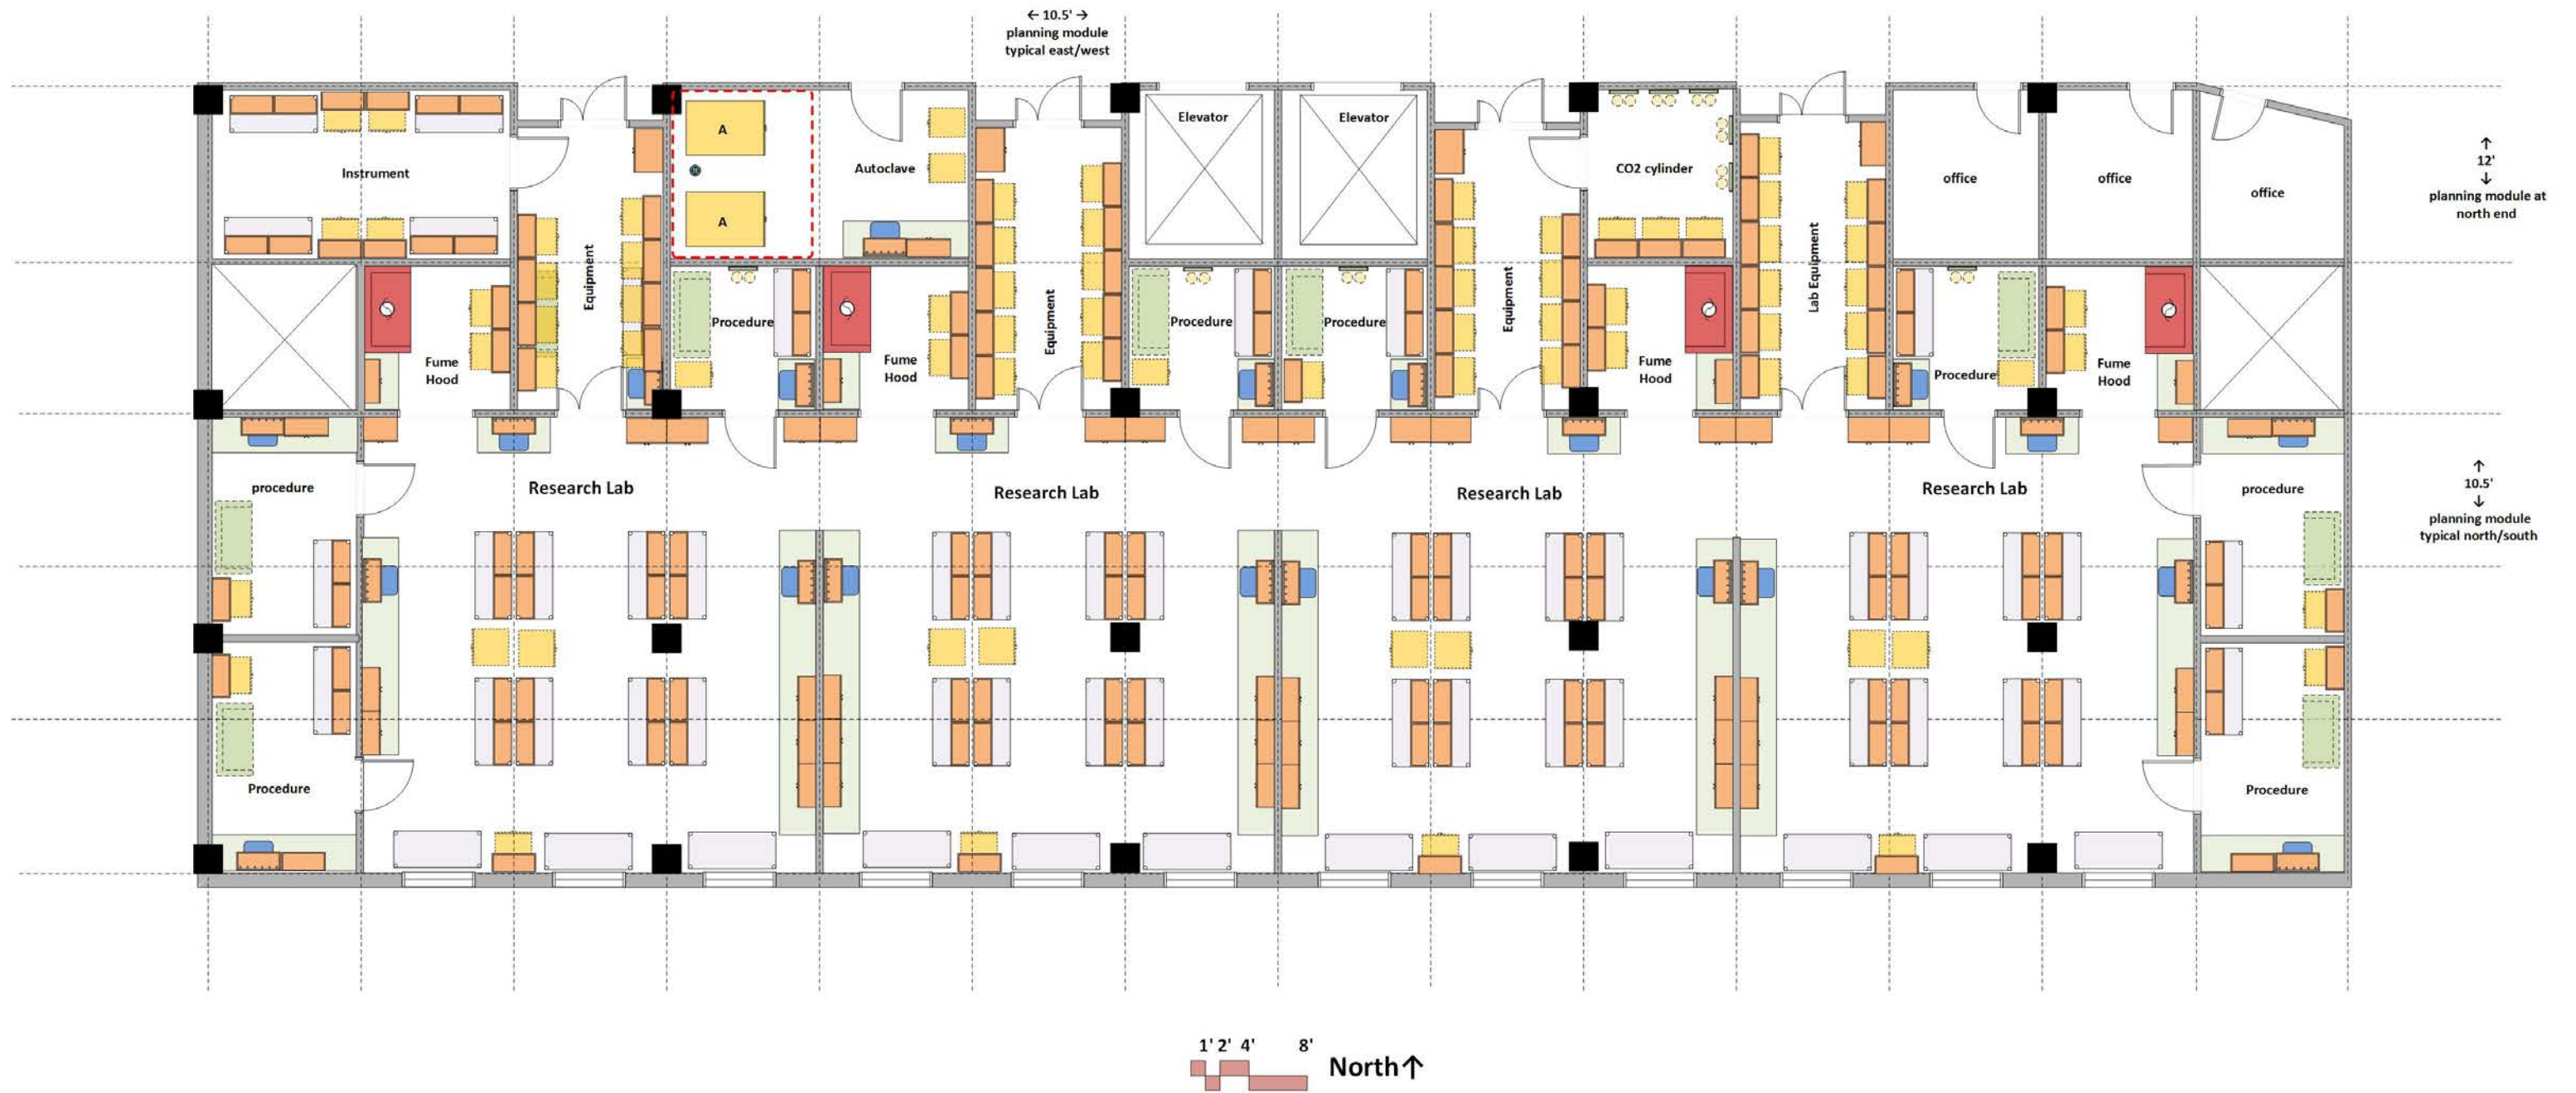 ← 10.5' →
planning module
typical east/west
Elevator
Elevator
A
Instrument
Autoclave
CO2 cylinder
office
office
office
↑
12'
↓
planning module at
north end
A
Equipment
Equipment
Equipment
Lab Equipment
Procedure
Procedure
Procedure
Procedure
Fume
Hood
Fume
Hood
Fume
Hood
Fume
Hood
procedure
Research Lab
Research Lab
Research Lab
Research Lab
procedure
↑
10.5'
↓
planning module
typical north/south
Procedure
Procedure
1' 2' 4' 8'
North↑